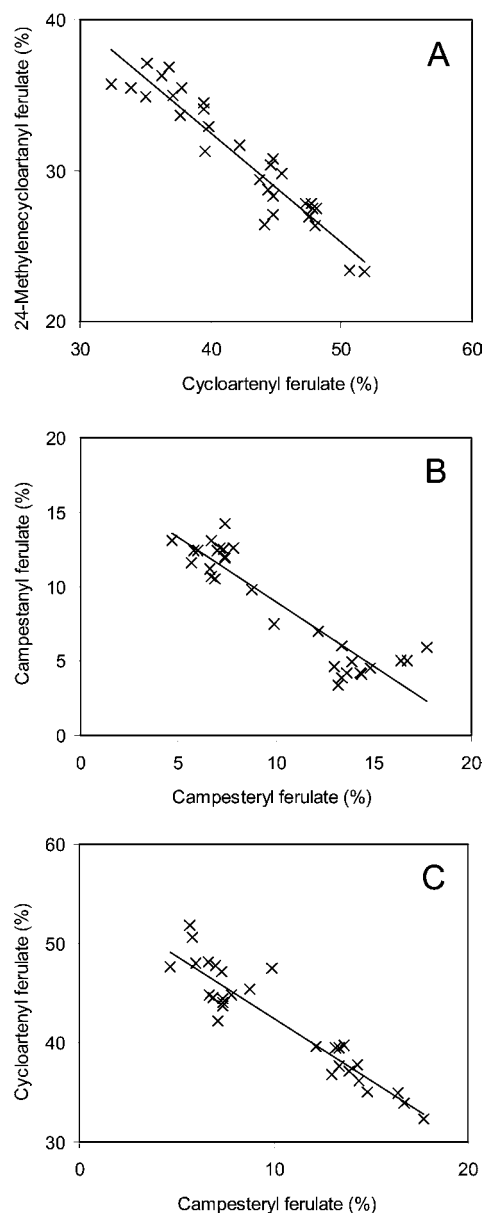 A
24-Methylenecycloartanyl ferulate (%)
40
30
20
30 40 50 60
Cycloartenyl ferulate (%)
B
Campestanyl ferulate (%)
20
15
10
5
0
0 5 10 15 20
Campesteryl ferulate (%)
C
Cycloartenyl ferulate (%)
60
50
40
30
0 10 20
Campesteryl ferulate (%)